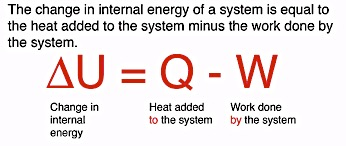 The change in internal energy of a system is equal to
the heat added to the system minus the work done by
the system.
ΔU = Q - W
Change in Heat added Work done
internal to the system by the system
energy